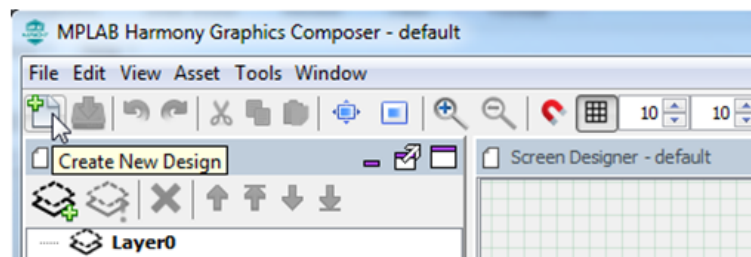 MPLAB Harmony Graphics Composer - default
File Edit View Asset Tools Window
10 10
Create New Design
Screen Designer - default
Layer0